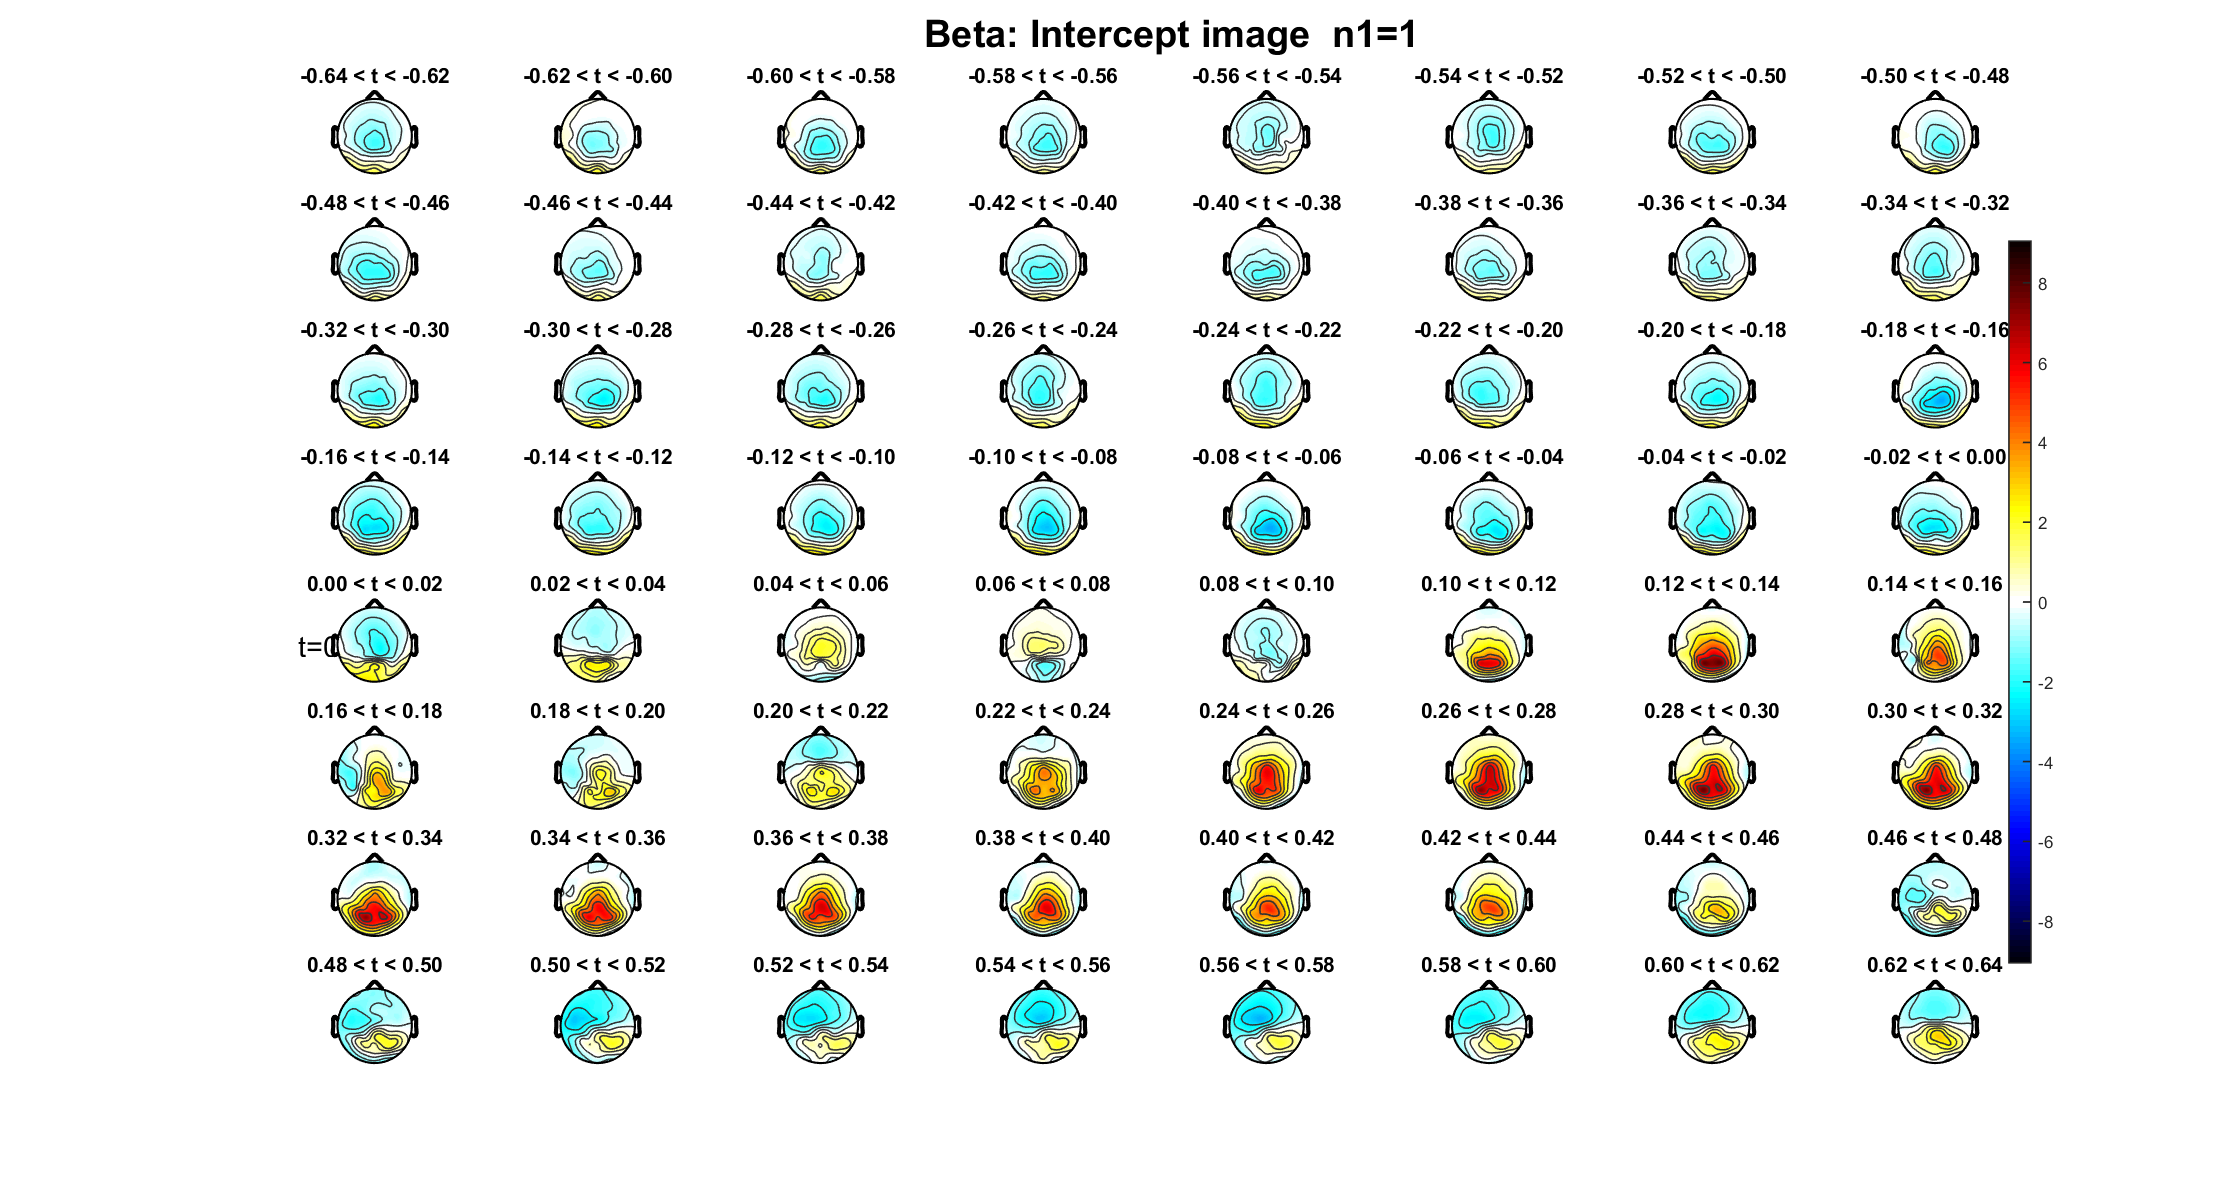 Beta: Intercept image  n1=1
-0.64 < t < -0.62 -0.62 < t < -0.60 -0.60 < t < -0.58 -0.58 < t < -0.56 -0.56 < t < -0.54 -0.54 < t < -0.52 -0.52 < t < -0.50 -0.50 < t < -0.48
-0.48 < t < -0.46 -0.46 < t < -0.44 -0.44 < t < -0.42 -0.42 < t < -0.40 -0.40 < t < -0.38 -0.38 < t < -0.36 -0.36 < t < -0.34 -0.34 < t < -0.32
-0.32 < t < -0.30 -0.30 < t < -0.28 -0.28 < t < -0.26 -0.26 < t < -0.24 -0.24 < t < -0.22 -0.22 < t < -0.20 -0.20 < t < -0.18 -0.18 < t < -0.16
-0.16 < t < -0.14 -0.14 < t < -0.12 -0.12 < t < -0.10 -0.10 < t < -0.08 -0.08 < t < -0.06 -0.06 < t < -0.04 -0.04 < t < -0.02 -0.02 < t < 0.00
0.00 < t < 0.02 0.02 < t < 0.04 0.04 < t < 0.06 0.06 < t < 0.08 0.08 < t < 0.10 0.10 < t < 0.12 0.12 < t < 0.14 0.14 < t < 0.16
t=0
0.16 < t < 0.18 0.18 < t < 0.20 0.20 < t < 0.22 0.22 < t < 0.24 0.24 < t < 0.26 0.26 < t < 0.28 0.28 < t < 0.30 0.30 < t < 0.32
0.32 < t < 0.34 0.34 < t < 0.36 0.36 < t < 0.38 0.38 < t < 0.40 0.40 < t < 0.42 0.42 < t < 0.44 0.44 < t < 0.46 0.46 < t < 0.48
0.48 < t < 0.50 0.50 < t < 0.52 0.52 < t < 0.54 0.54 < t < 0.56 0.56 < t < 0.58 0.58 < t < 0.60 0.60 < t < 0.62 0.62 < t < 0.64
8
6
4
2
0
-2
-4
-6
-8